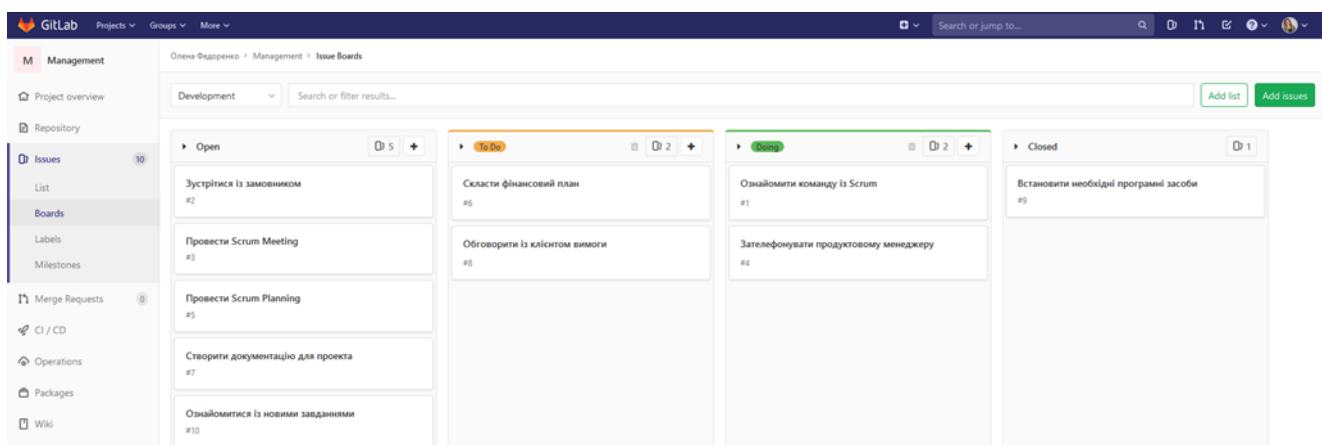 GitLab Projects Groups More Search or jump to...
M Management
Олена Федоренко > Management > Issue Boards
Project overview
Repository
Issues 10
List
Boards
Labels
Milestones
Merge Requests 0
CI / CD
Operations
Packages
Wiki
Development Search or filter results... Add list Add issues
Open 5
Зустрітися із замовником
#2
Провести Scrum Meeting
#3
Провести Scrum Planning
#5
Створити документацію для проекта
#7
Ознайомитися із новими завданнями
#10
To Do 2
Скласти фінансовий план
#6
Обговорити із клієнтом вимоги
#8
Doing 2
Ознайомити команду із Scrum
#1
Зателефонувати продуктовому менеджеру
#4
Closed 1
Встановити необхідні програмні засоби
#9